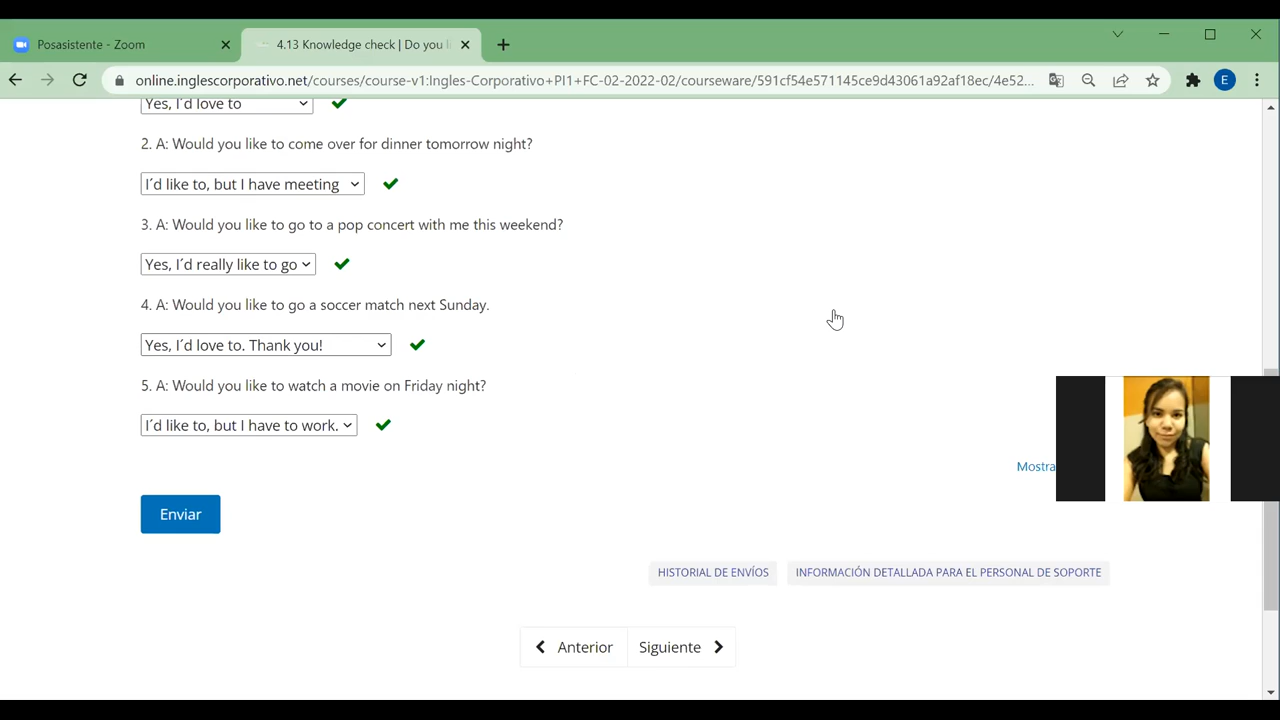 Posasistente - Zoom
4.13 Knowledge check | Do you li
online.inglescorporativo.net/courses/course-v1:Ingles-Corporativo+PI1+FC-02-2022-02/courseware/591cf54e571145ce9d43061a92af18ec/4e52...
E
Yes, I´d love to
2. A: Would you like to come over for dinner tomorrow night?
I´d like to, but I have meeting
3. A: Would you like to go to a pop concert with me this weekend?
Yes, I´d really like to go
4. A: Would you like to go a soccer match next Sunday.
Yes, I´d love to. Thank you!
5. A: Would you like to watch a movie on Friday night?
I´d like to, but I have to work.
Mostra
Enviar
HISTORIAL DE ENVÍOS
INFORMACIÓN DETALLADA PARA EL PERSONAL DE SOPORTE
Anterior
Siguiente